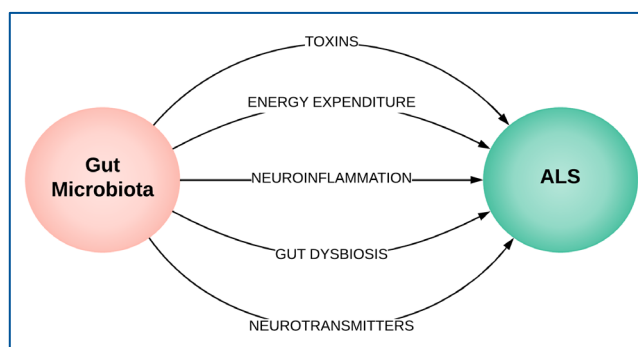 TOXINS
ENERGY EXPENDITURE
Gut
Microbiota
NEUROINFLAMMATION
ALS
GUT DYSBIOSIS
NEUROTRANSMITTERS